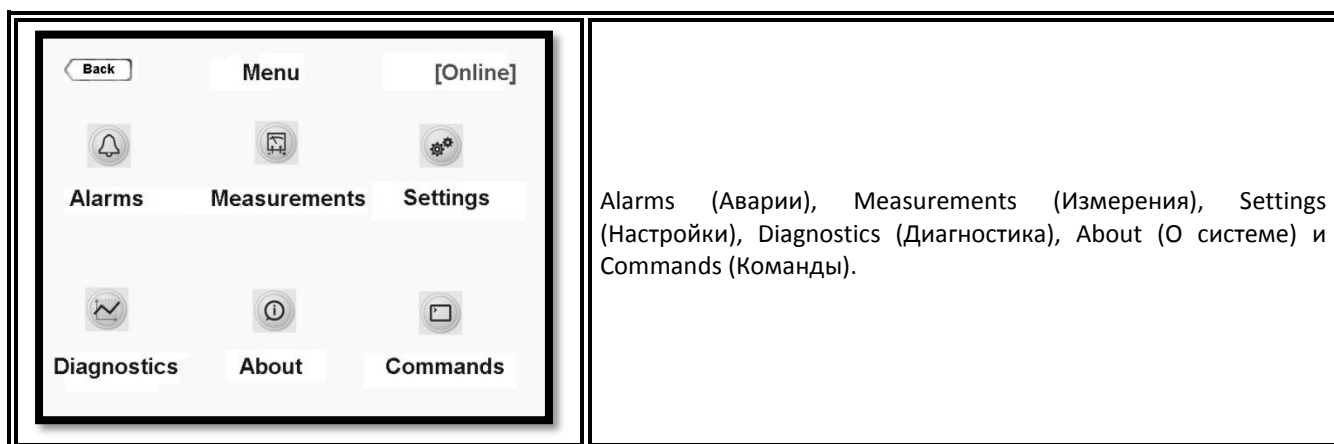 Back Menu [Online]
Alarms Measurements Settings
Diagnostics About Commands
Alarms (Аварии), Measurements (Измерения), Settings
(Настройки), Diagnostics (Диагностика), About (О системе) и
Commands (Команды).